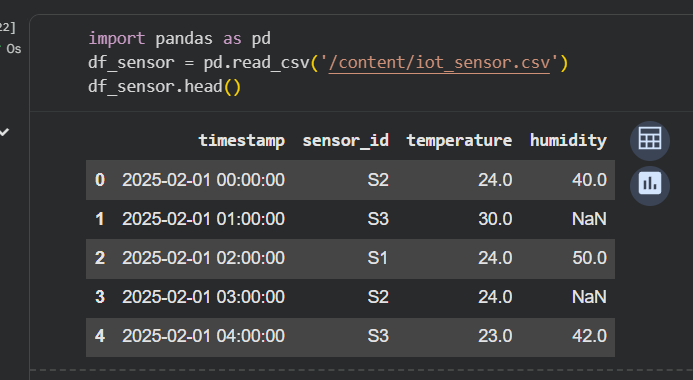 22]
0s
import pandas as pd
df_sensor = pd.read_csv('/content/iot_sensor.csv')
df_sensor.head()
timestamp sensor_id temperature humidity
0 2025-02-01 00:00:00 S2 24.0 40.0
1 2025-02-01 01:00:00 S3 30.0 NaN
2 2025-02-01 02:00:00 S1 24.0 50.0
3 2025-02-01 03:00:00 S2 24.0 NaN
4 2025-02-01 04:00:00 S3 23.0 42.0